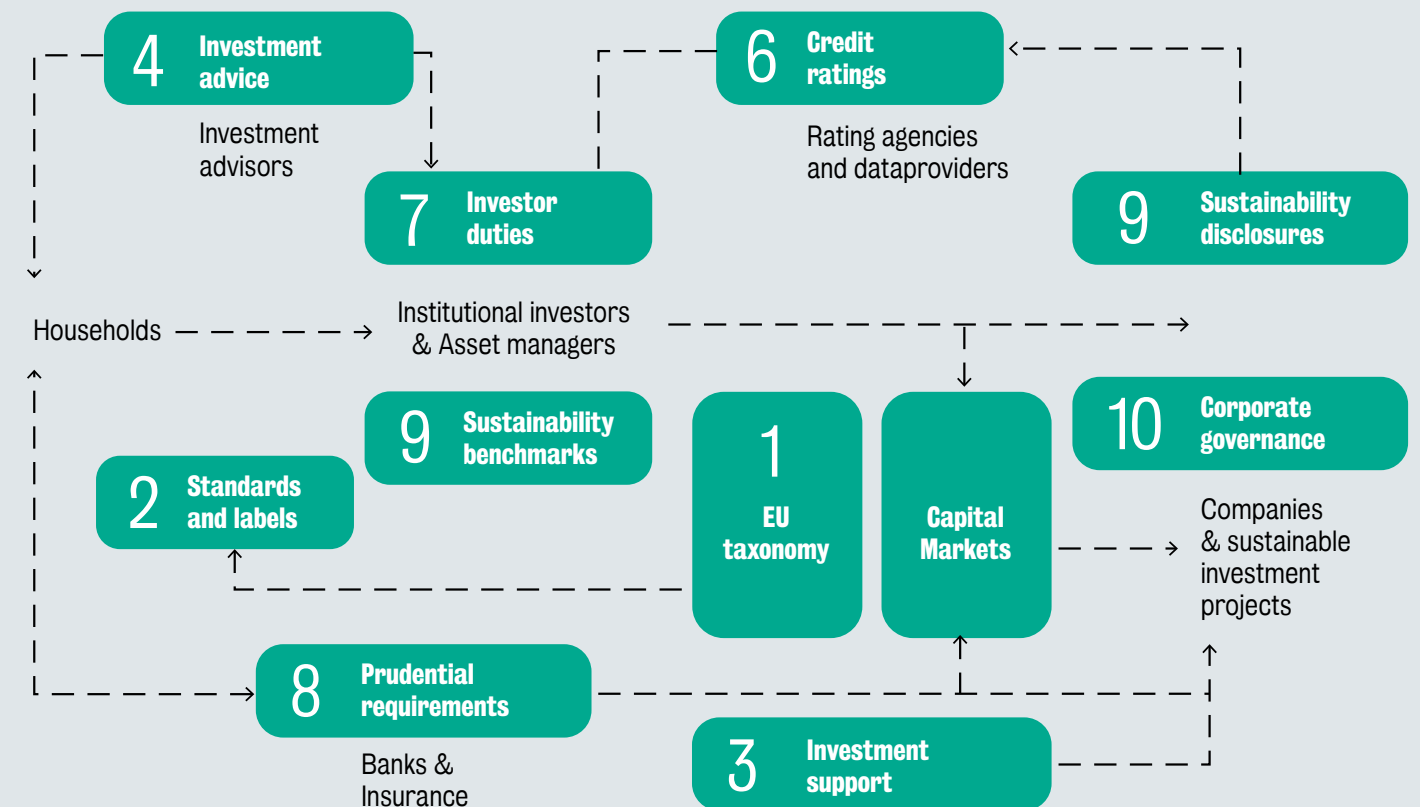 4
Investment
advice
Investment
advisors
6
Credit
ratings
Rating agencies
and dataproviders
7
Investor
duties
9
Sustainability
disclosures
Households
Institutional investors
& Asset managers
9
Sustainability
benchmarks
1
EU
taxonomy
Capital
Markets
10
Corporate
governance
2
Standards
and labels
Companies
& sustainable
investment
projects
8
Prudential
requirements
Banks &
Insurance
3
Investment
support